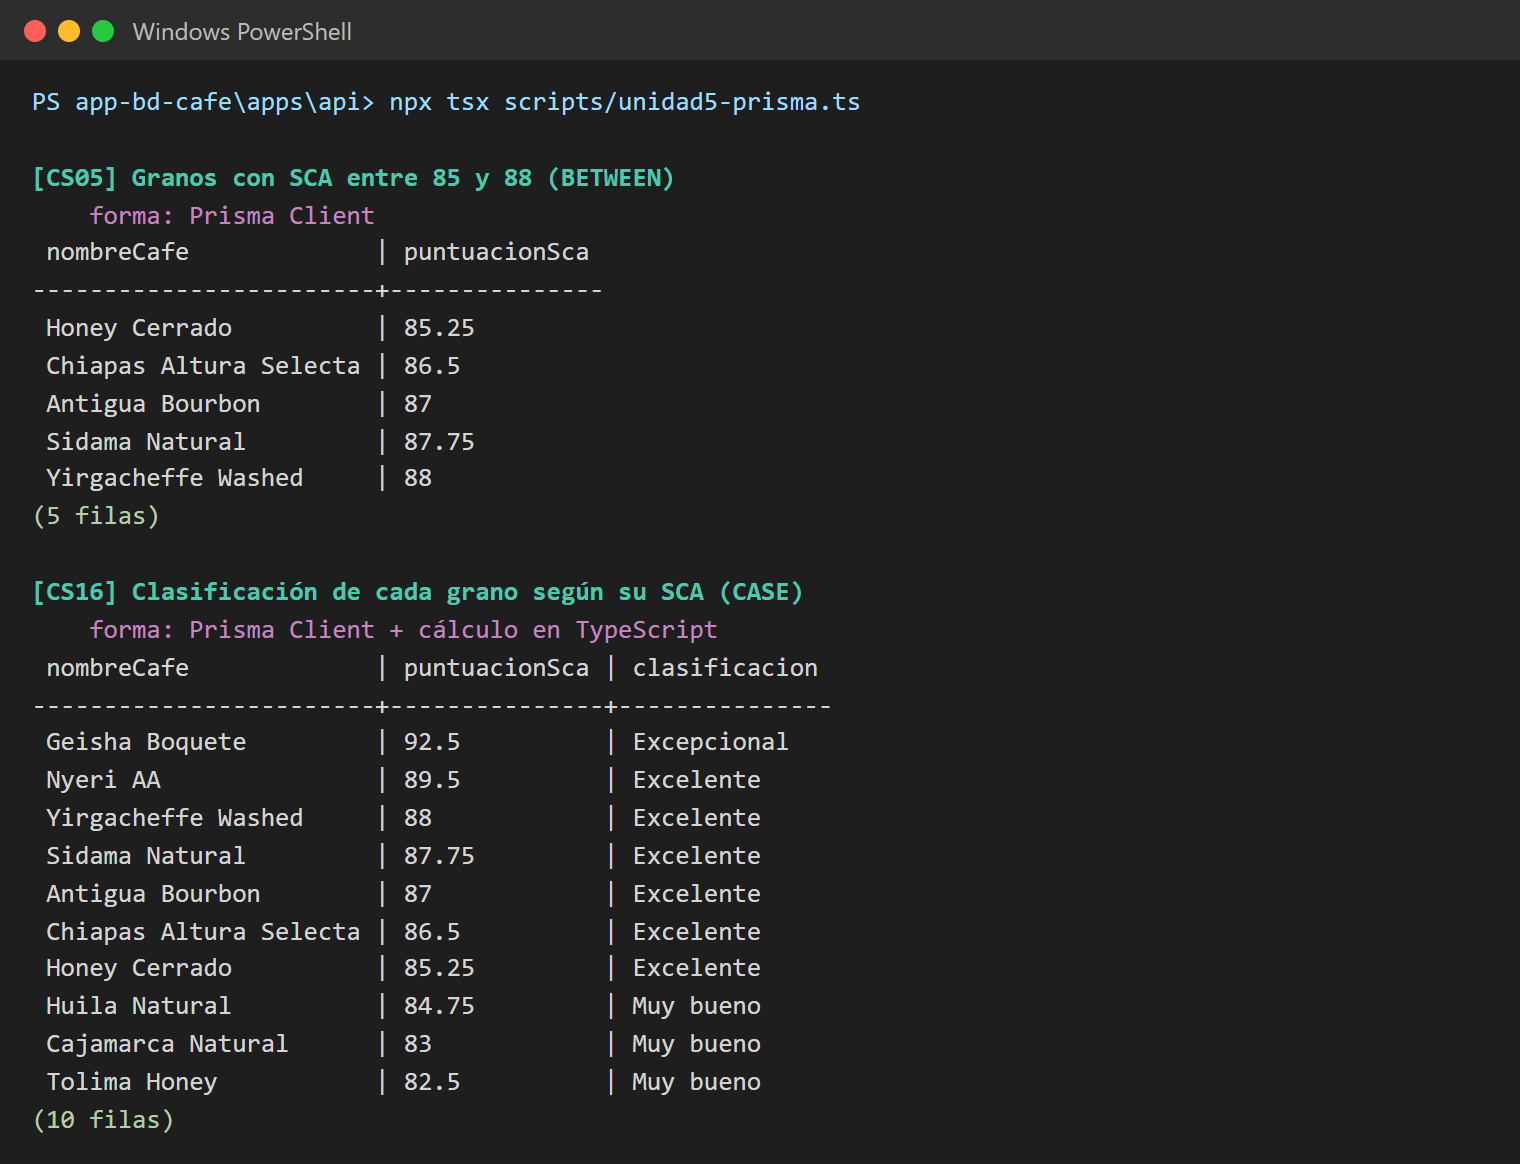 Windows PowerShell
PS app-bd-cafe\apps\api> npx tsx scripts/unidad5-prisma.ts
[CS05] Granos con SCA entre 85 y 88 (BETWEEN)
    forma: Prisma Client
 nombreCafe             | puntuacionSca
------------------------+---------------
 Honey Cerrado          | 85.25
 Chiapas Altura Selecta | 86.5
 Antigua Bourbon        | 87
 Sidama Natural         | 87.75
 Yirgacheffe Washed     | 88
(5 filas)
[CS16] Clasificación de cada grano según su SCA (CASE)
    forma: Prisma Client + cálculo en TypeScript
 nombreCafe             | puntuacionSca | clasificacion
------------------------+---------------+---------------
 Geisha Boquete         | 92.5          | Excepcional
 Nyeri AA               | 89.5          | Excelente
 Yirgacheffe Washed     | 88            | Excelente
 Sidama Natural         | 87.75         | Excelente
 Antigua Bourbon        | 87            | Excelente
 Chiapas Altura Selecta | 86.5          | Excelente
 Honey Cerrado          | 85.25         | Excelente
 Huila Natural          | 84.75         | Muy bueno
 Cajamarca Natural      | 83            | Muy bueno
 Tolima Honey           | 82.5          | Muy bueno
(10 filas)